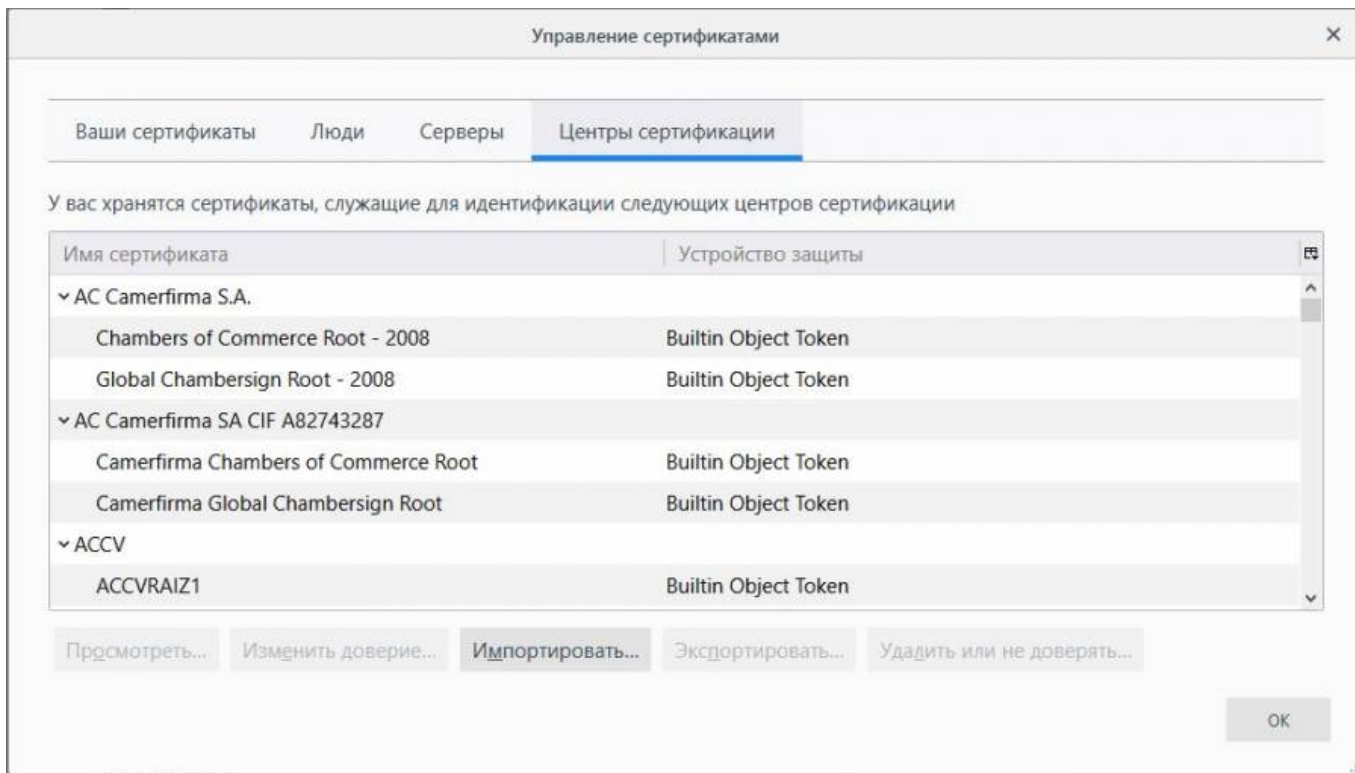 Управление сертификатами
Ваши сертификаты Люди Серверы Центры сертификации
У вас хранятся сертификаты, служащие для идентификации следующих центров сертификации
Имя сертификата Устройство защиты
AC Camerfirma S.A.
Chambers of Commerce Root - 2008 Builtin Object Token
Global Chambersign Root - 2008 Builtin Object Token
AC Camerfirma SA CIF A82743287
Camerfirma Chambers of Commerce Root Builtin Object Token
Camerfirma Global Chambersign Root Builtin Object Token
ACCV
ACCVRAIZ1 Builtin Object Token
Просмотреть... Изменить доверие... Импортировать... Экспортировать... Удалить или не доверять...
ОК